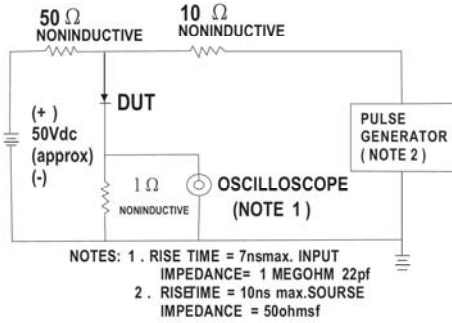 50 Ω
NONINDUCTIVE
10 Ω
NONINDUCTIVE
DUT
(+ )
50Vdc
(approx)
(-)
PULSE
GENERATOR
( NOTE 2 )
1 Ω
NONINDUCTIVE
OSCILLOSCOPE
(NOTE 1 )
NOTES: 1 . RISE TIME = 7nsmax. INPUT
IMPEDANCE= 1 MEGOHM 22pf
2 . RISETIME = 10ns max.SOURSE
IMPEDANCE = 50ohmsf